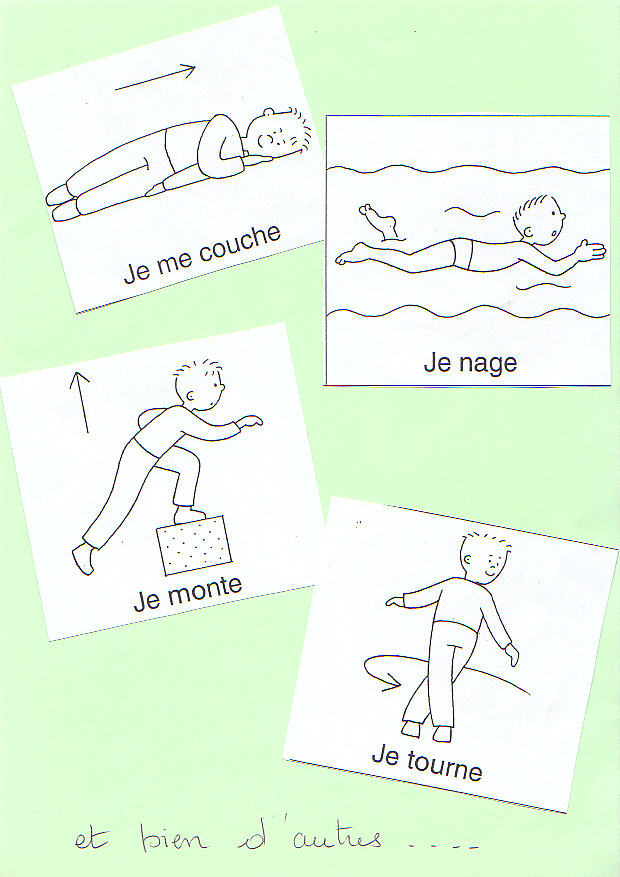 Je me couche
Je nage
Je monte
Je tourne
et bien d'autres ....